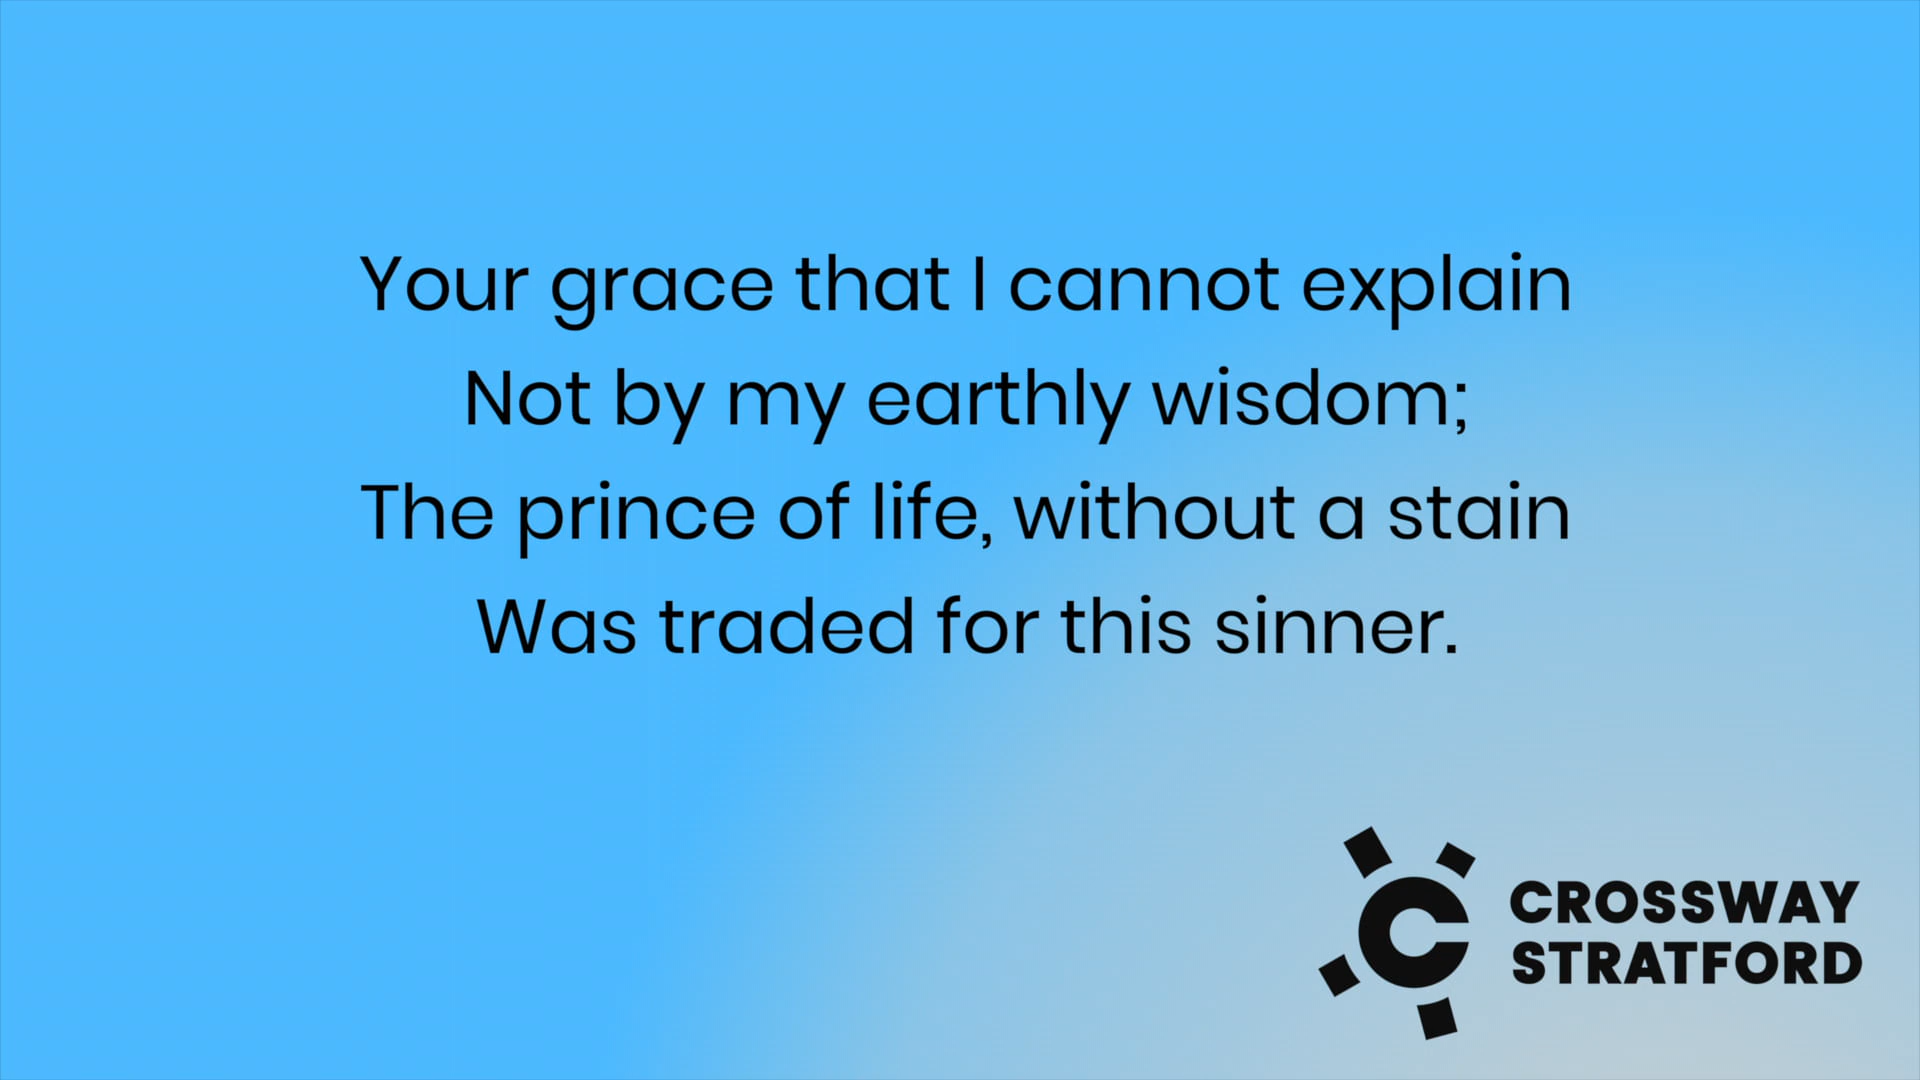 Your grace that I cannot explain
Not by my earthly wisdom;
The prince of life, without a stain
Was traded for this sinner.
CROSSWAY
STRATFORD